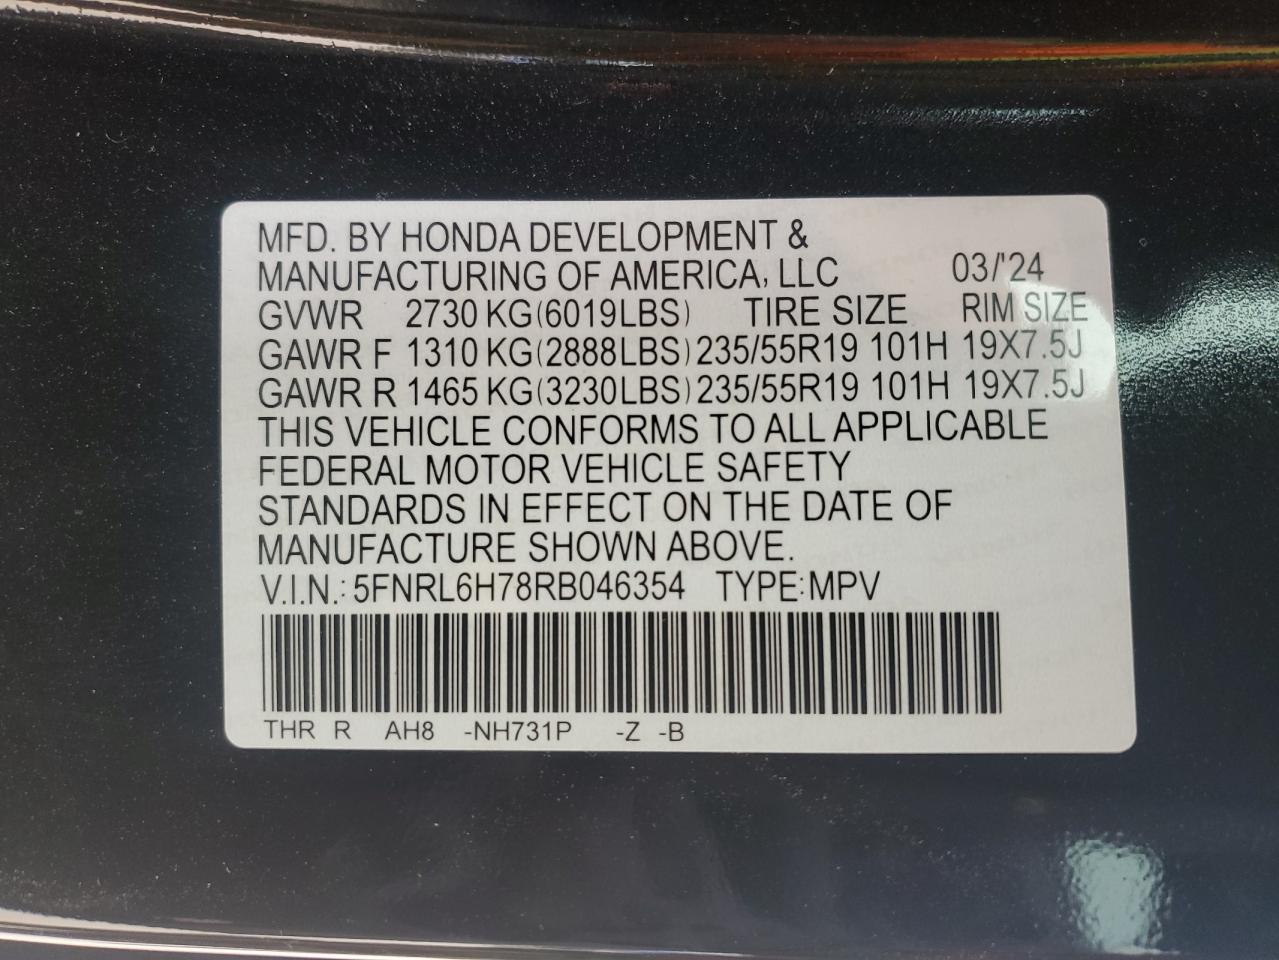 MFD. BY HONDA DEVELOPMENT &
MANUFACTURING OF AMERICA, LLC 03/'24
GVWR 2730 KG(6019LBS) TIRE SIZE RIM SIZE
GAWR F 1310 KG(2888LBS) 235/55R19 101H 19X7.5J
GAWR R 1465 KG(3230LBS) 235/55R19 101H 19X7.5J
THIS VEHICLE CONFORMS TO ALL APPLICABLE
FEDERAL MOTOR VEHICLE SAFETY
STANDARDS IN EFFECT ON THE DATE OF
MANUFACTURE SHOWN ABOVE.
V.I.N.: 5FNRL6H78RB046354 TYPE: MPV
THR R AH8 -NH731P -Z -B